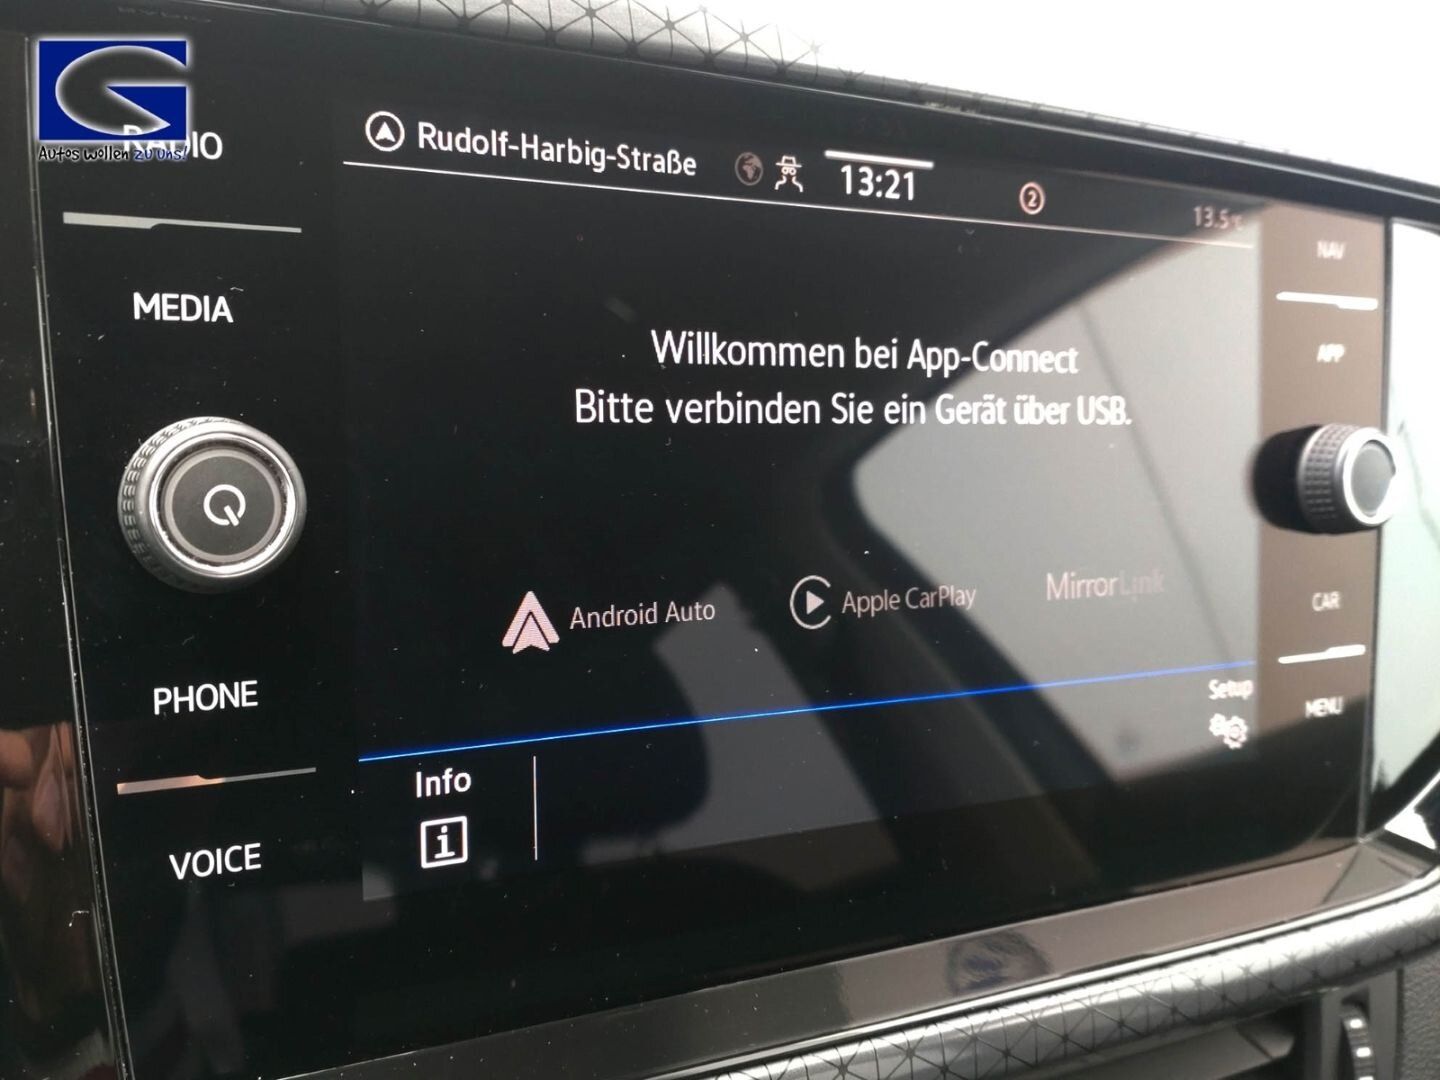 Autos wollen zu uns!
RADIO
MEDIA
PHONE
VOICE
Rudolf-Harbig-Straße
13:21
2
13.5 °C
Willkommen bei App-Connect
Bitte verbinden Sie ein Gerät über USB.
Android Auto
Apple CarPlay
MirrorLink
Info
Setup
NAV
APP
CAR
MENU